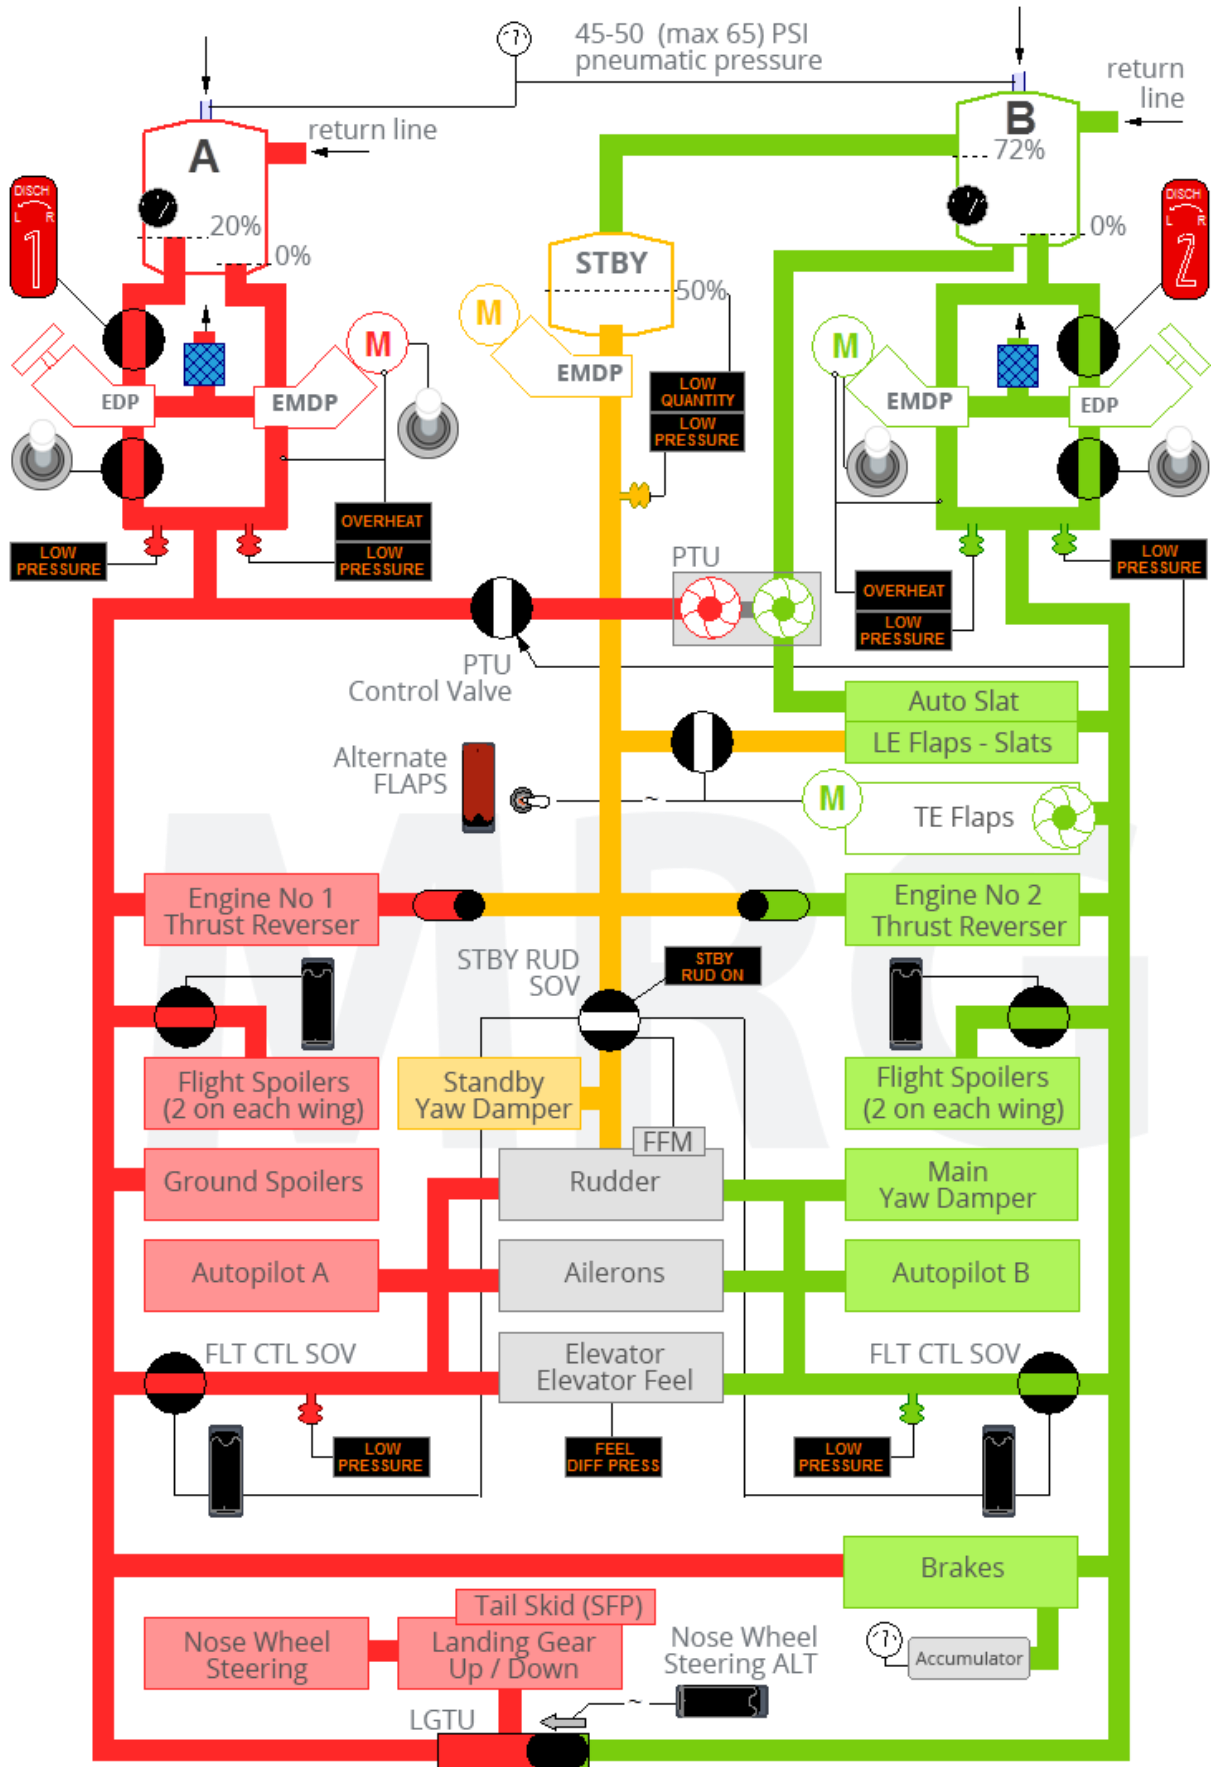 45-50 (max 65) PSI
pneumatic pressure
return
line
return line
A
B
72%
DISCH
L R
1
20%
0%
DISCH
L R
2
0%
STBY
50%
M
M
M
EDP
EMDP
EMDP
EMDP
EDP
LOW
QUANTITY
LOW
PRESSURE
OVERHEAT
LOW
PRESSURE
LOW
PRESSURE
PTU
LOW
PRESSURE
OVERHEAT
LOW
PRESSURE
PTU
Control Valve
Auto Slat
LE Flaps - Slats
Alternate
FLAPS
~
M
TE Flaps
MRG
Engine No 1
Thrust Reverser
Engine No 2
Thrust Reverser
STBY RUD
SOV
STBY
RUD ON
Flight Spoilers
(2 on each wing)
Standby
Yaw Damper
Flight Spoilers
(2 on each wing)
FFM
Ground Spoilers
Rudder
Main
Yaw Damper
Autopilot A
Ailerons
Autopilot B
FLT CTL SOV
Elevator
Elevator Feel
FLT CTL SOV
LOW
PRESSURE
FEEL
DIFF PRESS
LOW
PRESSURE
Brakes
Tail Skid (SFP)
Nose Wheel
Steering
Landing Gear
Up / Down
Nose Wheel
Steering ALT
Accumulator
LGTU
~